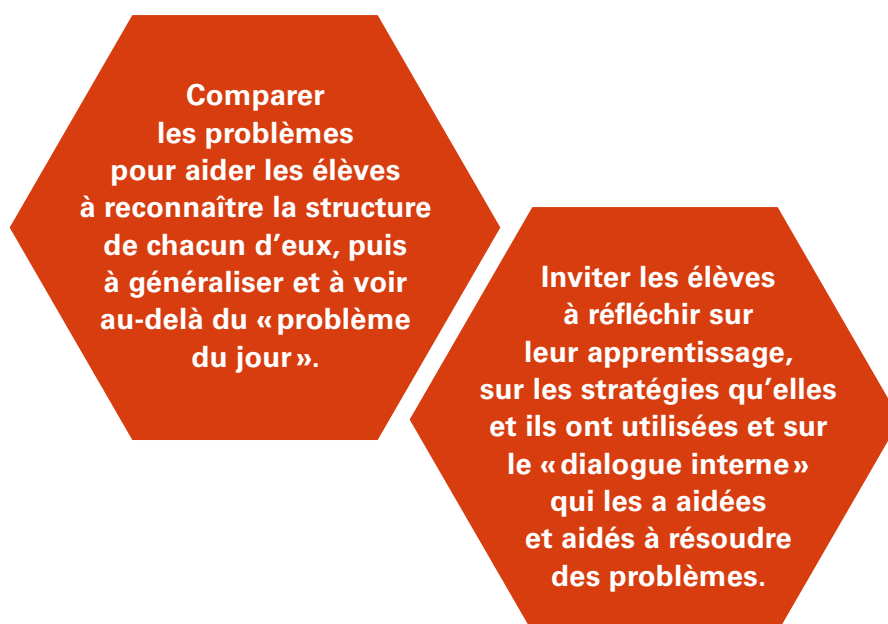 Comparer
les problèmes
pour aider les élèves
à reconnaître la structure
de chacun d'eux, puis
à généraliser et à voir
au-delà du «problème
du jour».
Inviter les élèves
à réfléchir sur
leur apprentissage,
sur les stratégies qu'elles
et ils ont utilisées et sur
le «dialogue interne»
qui les a aidées
et aidés à résoudre
des problèmes.